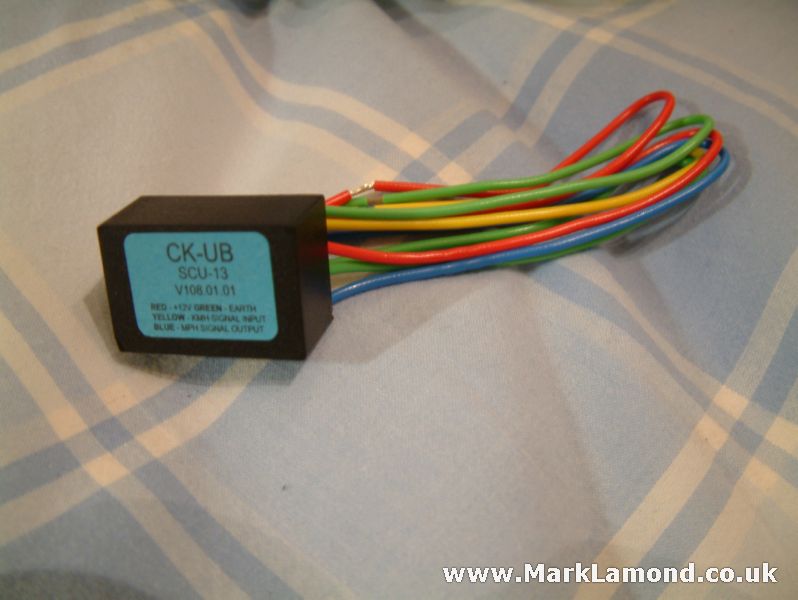 CK-UB
SCU-13
V108.01.01
RED - +12V GREEN - EARTH
YELLOW - KMH SIGNAL INPUT
BLUE - MPH SIGNAL OUTPUT
www.MarkLamond.co.uk